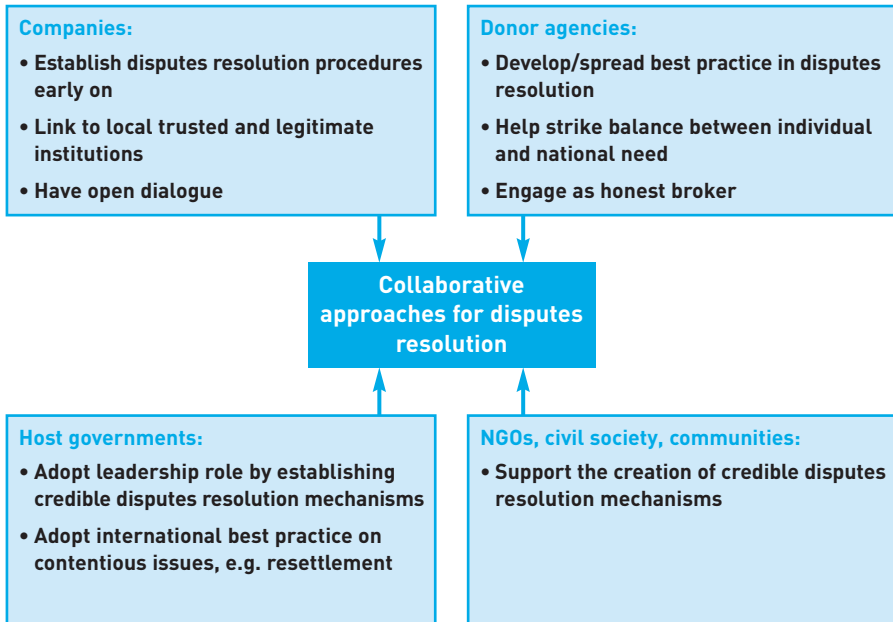 Companies:
• Establish disputes resolution procedures
early on
• Link to local trusted and legitimate
institutions
• Have open dialogue
Donor agencies:
• Develop/spread best practice in disputes
resolution
• Help strike balance between individual
and national need
• Engage as honest broker
Collaborative
approaches for disputes
resolution
Host governments:
• Adopt leadership role by establishing
credible disputes resolution mechanisms
• Adopt international best practice on
contentious issues, e.g. resettlement
NGOs, civil society, communities:
• Support the creation of credible disputes
resolution mechanisms